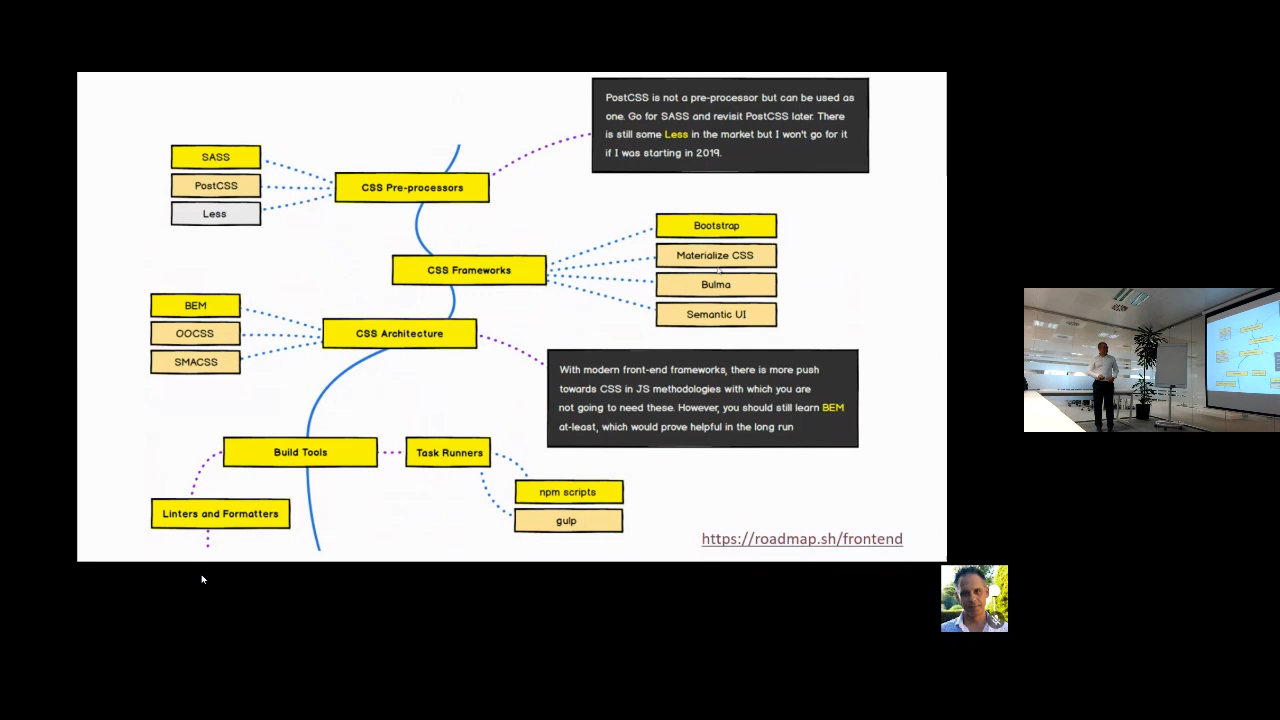 PostCSS is not a pre-processor but can be used as
one. Go for SASS and revisit PostCSS later. There
is still some Less in the market but I won't go for it
if I was starting in 2019.
SASS
PostCSS
Less
CSS Pre-processors
Bootstrap
Materialize CSS
Bulma
Semantic UI
CSS Frameworks
BEM
OOCSS
SMACSS
CSS Architecture
With modern front-end frameworks, there is more push
towards CSS in JS methodologies with which you are
not going to need these. However, you should still learn BEM
at-least, which would prove helpful in the long run
Build Tools
Task Runners
npm scripts
gulp
Linters and Formatters
https://roadmap.sh/frontend